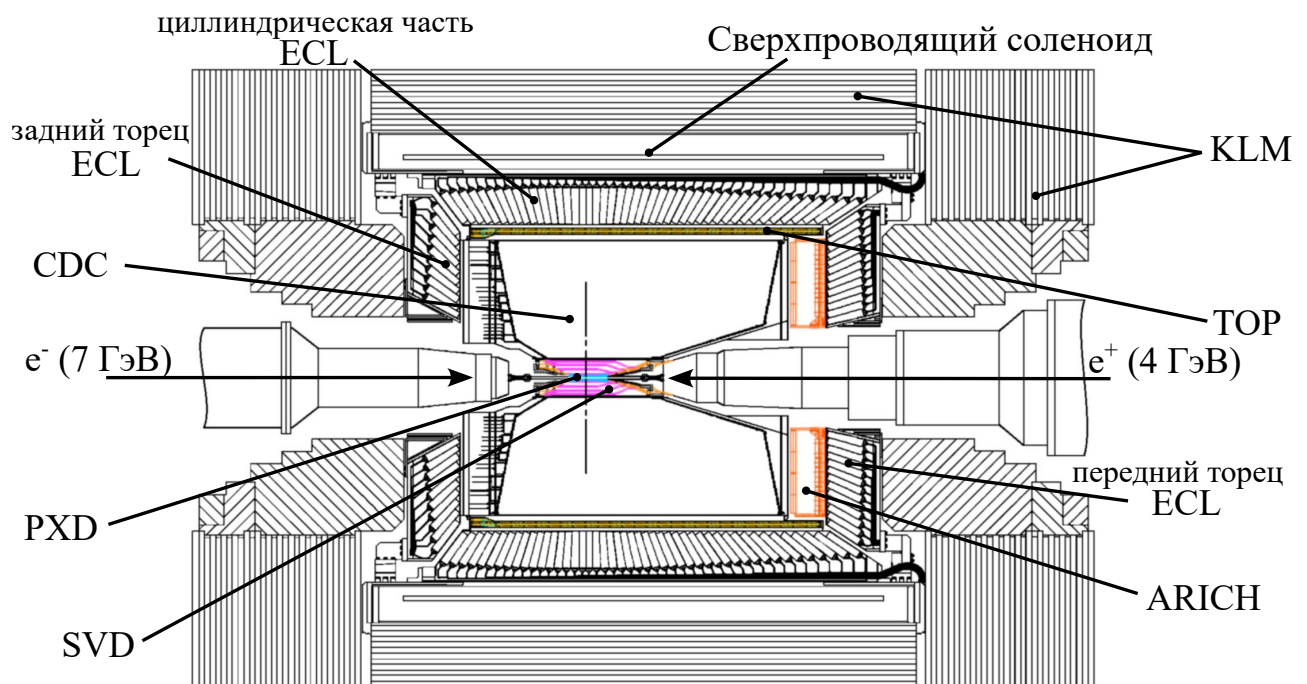 циллиндрическая часть
ECL
Сверхпроводящий соленоид
задний торец
ECL
KLM
CDC
TOP
e⁻ (7 ГэВ)
e⁺ (4 ГэВ)
передний торец
ECL
PXD
ARICH
SVD